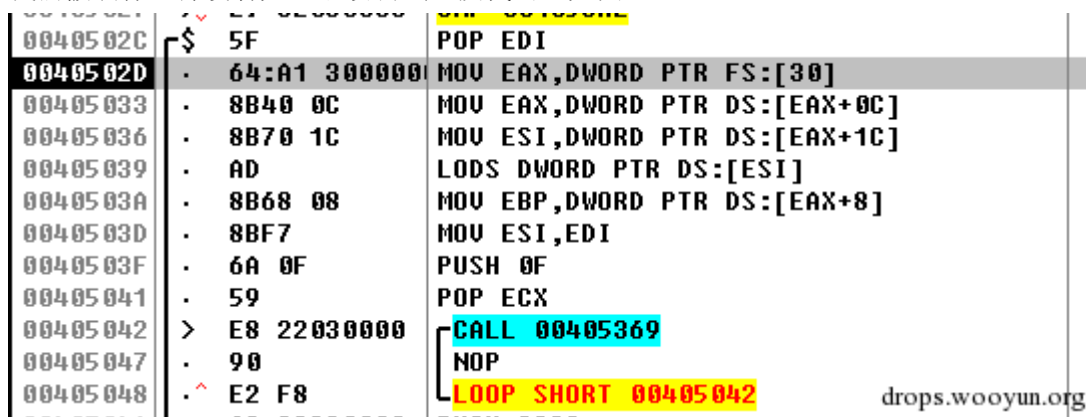 0040502C $ 5F POP EDI
0040502D . 64:A1 300000 MOV EAX,DWORD PTR FS:[30]
00405033 . 8B40 0C MOV EAX,DWORD PTR DS:[EAX+0C]
00405036 . 8B70 1C MOV ESI,DWORD PTR DS:[EAX+1C]
00405039 . AD LODS DWORD PTR DS:[ESI]
0040503A . 8B68 08 MOV EBP,DWORD PTR DS:[EAX+8]
0040503D . 8BF7 MOV ESI,EDI
0040503F . 6A 0F PUSH 0F
00405041 . 59 POP ECX
00405042 > E8 22030000 CALL 00405369
00405047 . 90 NOP
00405048 .^ E2 F8 LOOP SHORT 00405042
drops.wooyun.org